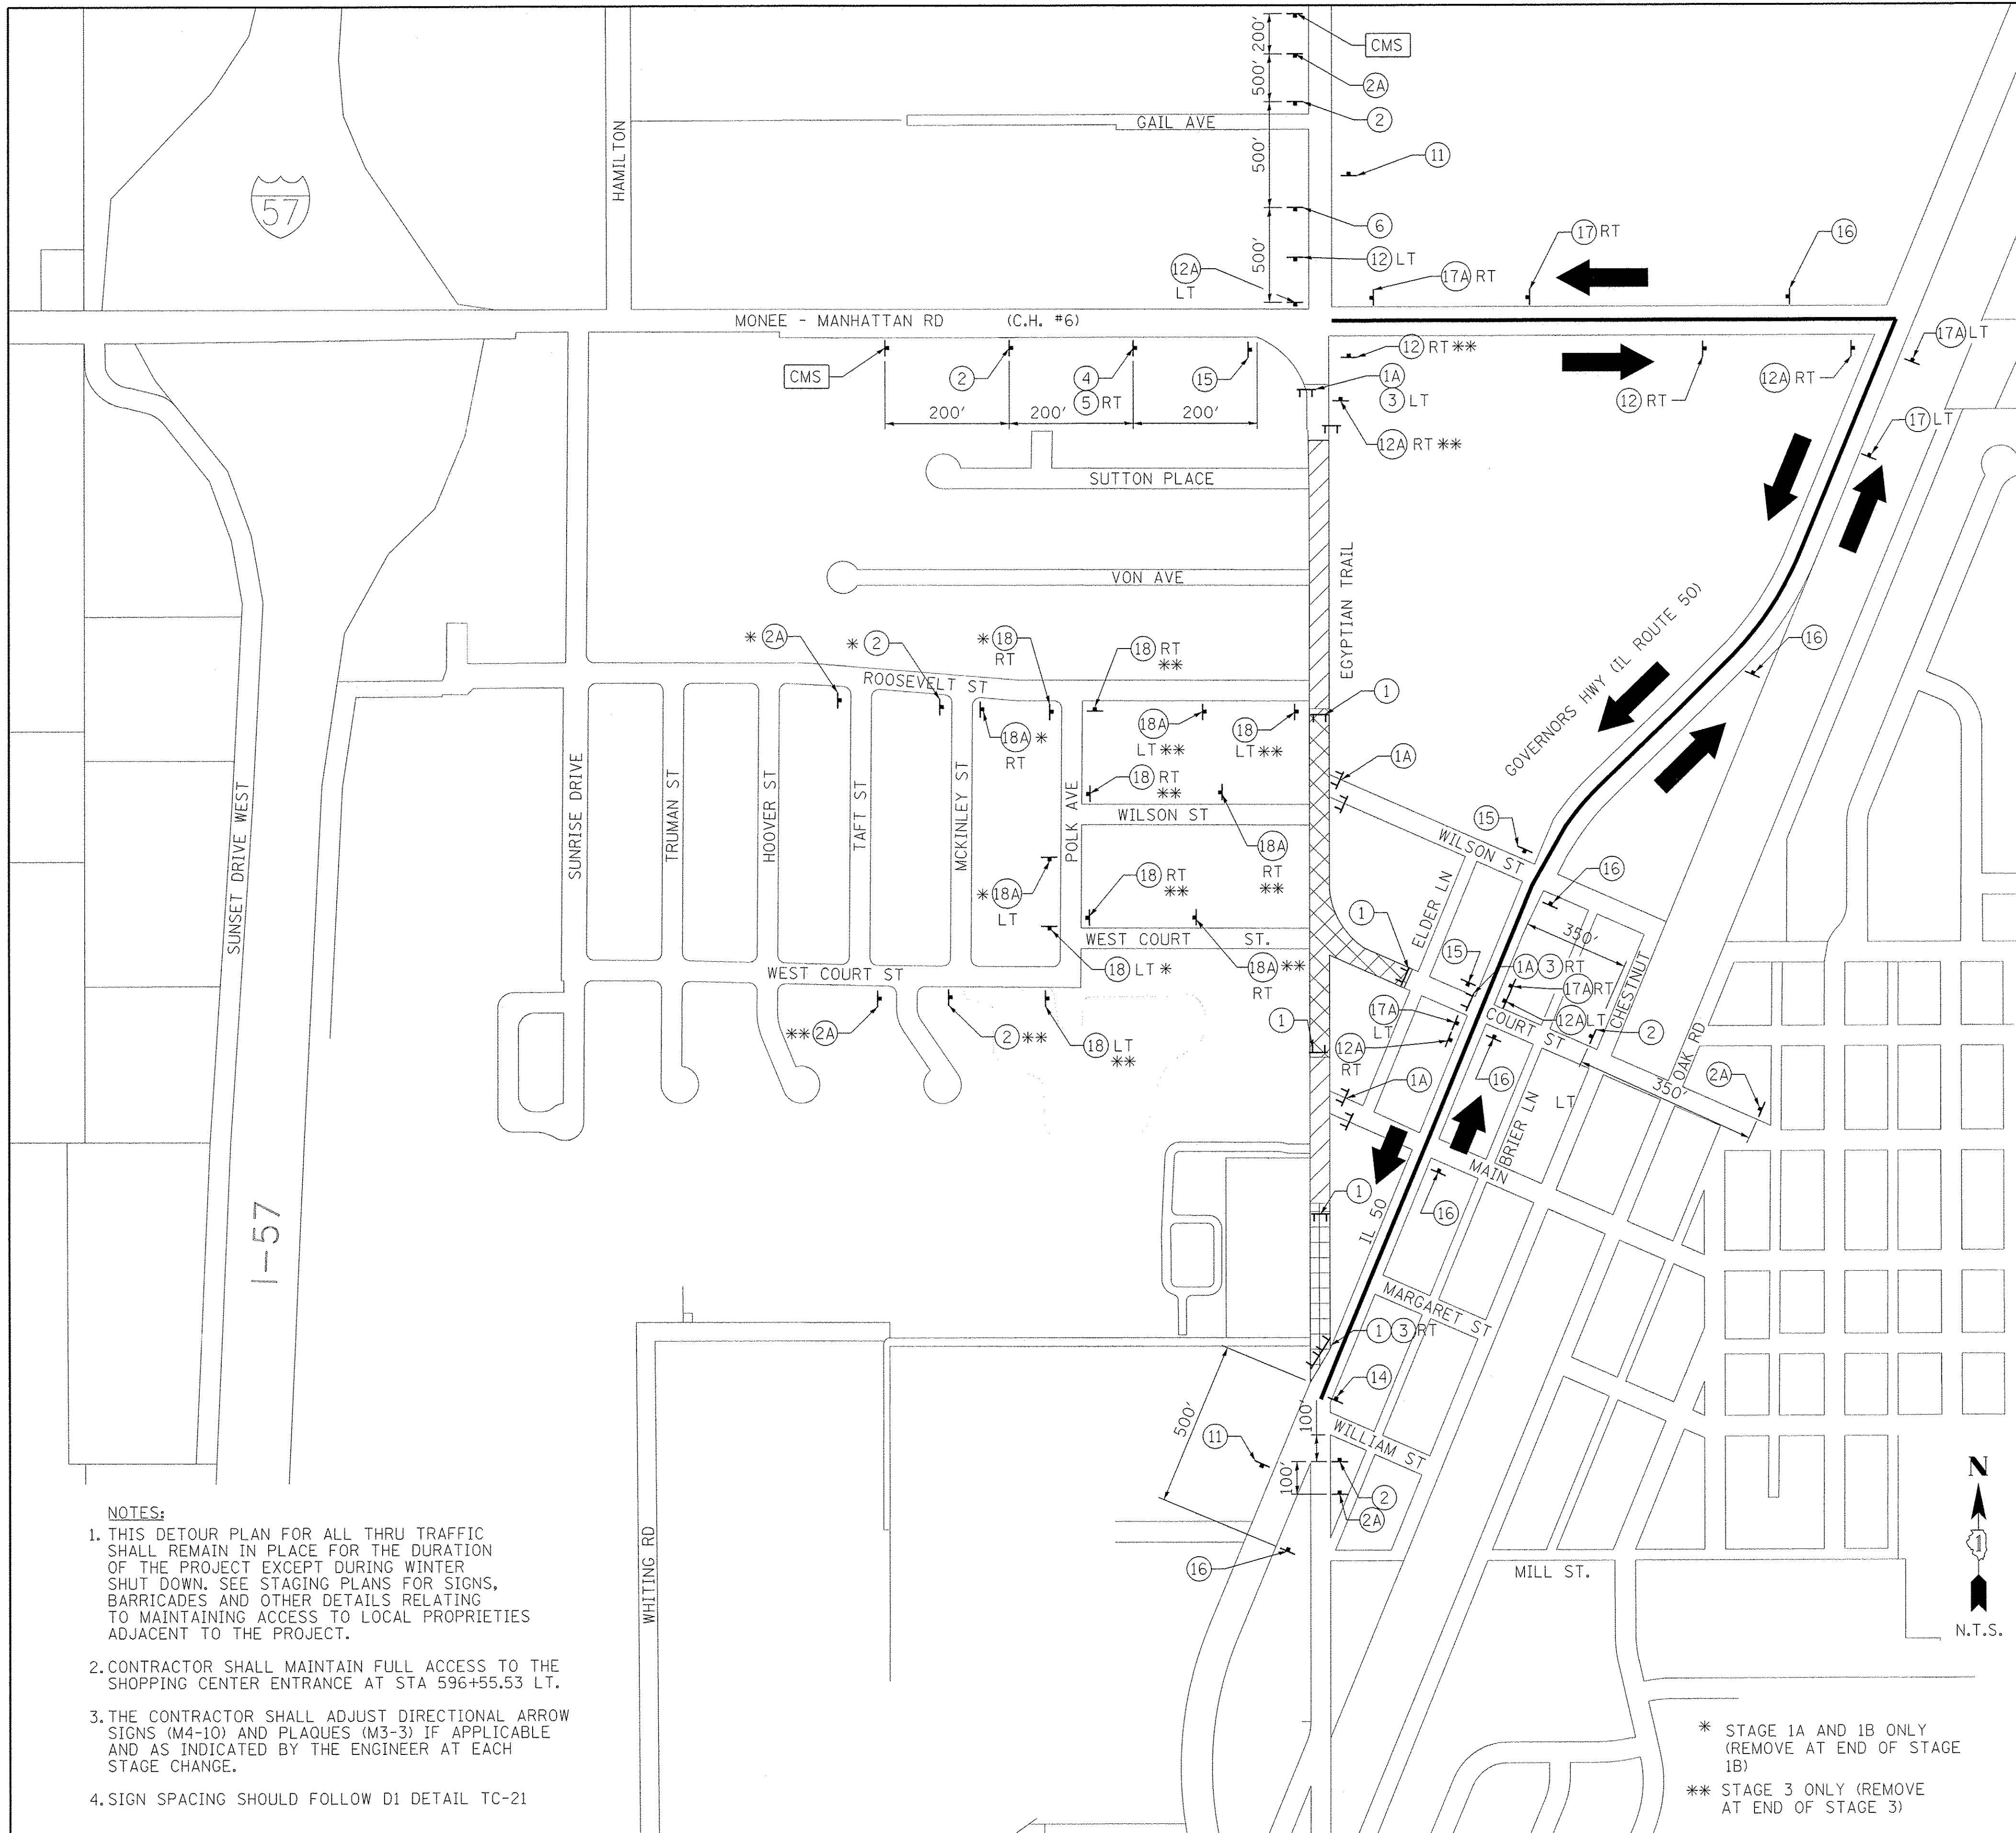 200'
CMS
500'
2A
2
GAIL AVE
500'
11
HAMILTON
57
6
17 RT
16
500'
12 LT
12A
LT
17A RT
MONEE - MANHATTAN RD (C.H. #6)
17A LT
CMS
2
4
5 RT
15
12 RT **
1A
3 LT
12 RT
12A RT
200'
200'
200'
12A RT **
17 LT
SUTTON PLACE
EGYPTIAN TRAIL
VON AVE
GOVERNORS HWY (IL ROUTE 50)
* 2A
* 2
* 18
RT
18 RT
**
16
ROOSEVELT ST
1
18A *
RT
18A
LT **
18
LT **
1A
18 RT
**
SUNSET DRIVE WEST
SUNRISE DRIVE
TRUMAN ST
HOOVER ST
TAFT ST
MCKINLEY ST
POLK AVE
WILSON ST
15
WILSON ST
18A
RT
**
16
* 18A
LT
18 RT
**
ELDER LN
1
350'
WEST COURT ST.
15
1A 3 RT
18 LT *
18A **
RT
17A RT
CHESTNUT
WEST COURT ST
17A
LT
12A LT
1
COURT ST
2
** 2A
2 **
18 LT
**
12A
RT
OAK RD
16
2A
1A
350'
LT
BRIER LN
MAIN
1
16
IL 50
I-57
MARGARET ST
1 3 RT
14
500'
100'
WILLIAM ST
11
100'
2
2A
16
MILL ST.
WHITING RD
N
1
N.T.S.
NOTES:
1. THIS DETOUR PLAN FOR ALL THRU TRAFFIC
SHALL REMAIN IN PLACE FOR THE DURATION
OF THE PROJECT EXCEPT DURING WINTER
SHUT DOWN. SEE STAGING PLANS FOR SIGNS,
BARRICADES AND OTHER DETAILS RELATING
TO MAINTAINING ACCESS TO LOCAL PROPRIETIES
ADJACENT TO THE PROJECT.
2. CONTRACTOR SHALL MAINTAIN FULL ACCESS TO THE
SHOPPING CENTER ENTRANCE AT STA 596+55.53 LT.
3. THE CONTRACTOR SHALL ADJUST DIRECTIONAL ARROW
SIGNS (M4-10) AND PLAQUES (M3-3) IF APPLICABLE
AND AS INDICATED BY THE ENGINEER AT EACH
STAGE CHANGE.
4. SIGN SPACING SHOULD FOLLOW D1 DETAIL TC-21
* STAGE 1A AND 1B ONLY
(REMOVE AT END OF STAGE
1B)
** STAGE 3 ONLY (REMOVE
AT END OF STAGE 3)